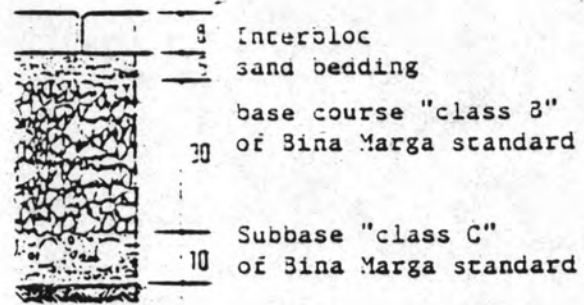 8 Interbloc
sand bedding
base course "class B"
30 of Bina Marga standard
Subbase "class C"
10 of Bina Marga standard